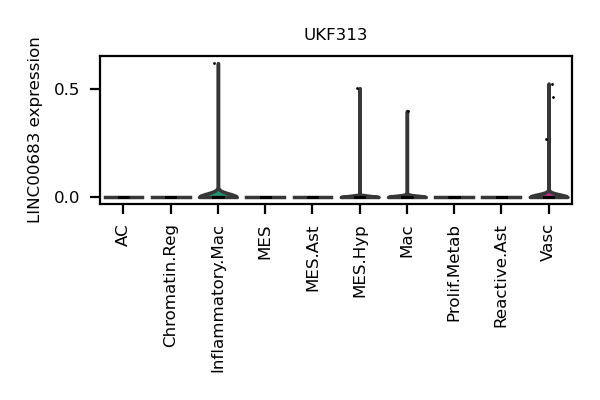 UKF313
LINC00683 expression
0.5
0.0
AC
Chromatin.Reg
Inflammatory.Mac
MES
MES.Ast
MES.Hyp
Mac
Prolif.Metab
Reactive.Ast
Vasc